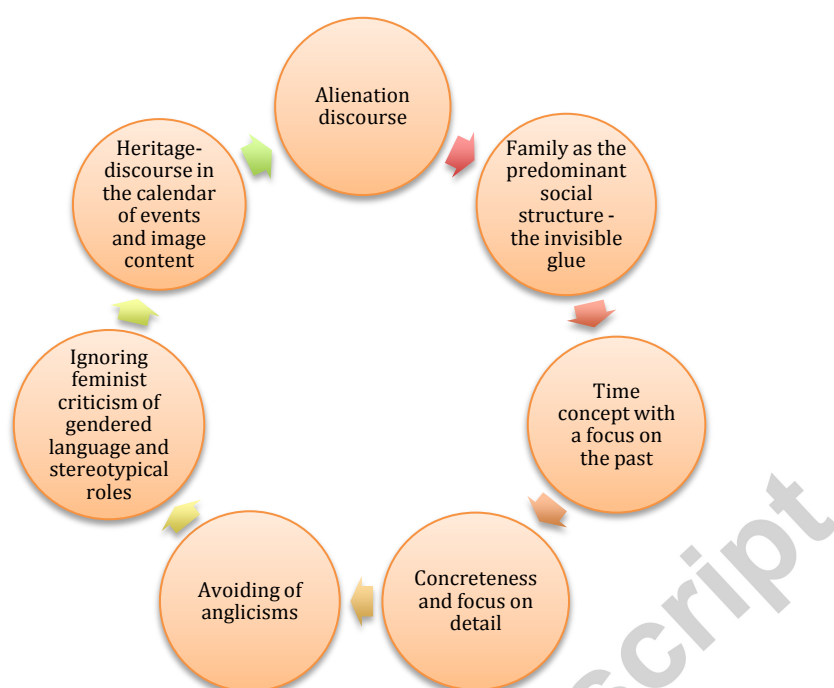 Alienation
discourse
Family as the
predominant
social
structure -
the invisible
glue
Time
concept with
a focus on
the past
Concreteness
and focus on
detail
Avoiding of
anglicisms
Ignoring
feminist
criticism of
gendered
language and
stereotypical
roles
Heritage-
discourse in
the calendar
of events
and image
content
script